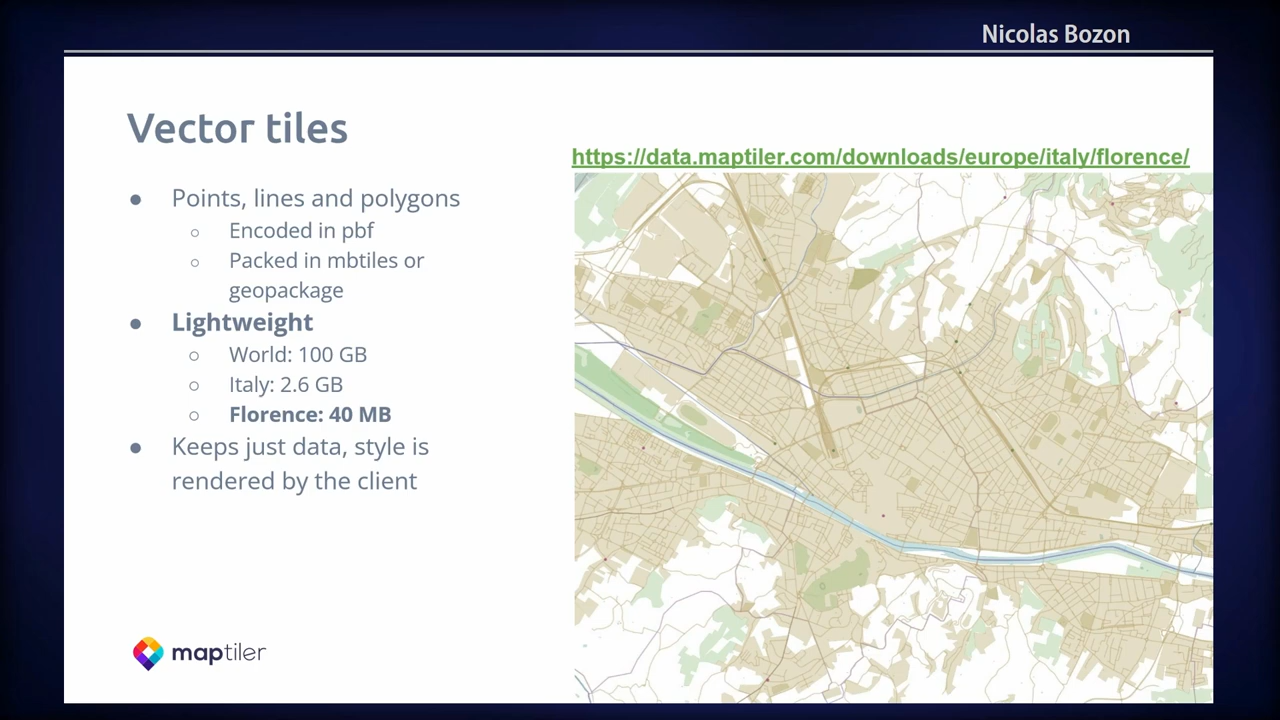 Nicolas Bozon
Vector tiles
https://data.maptiler.com/downloads/europe/italy/florence/
● Points, lines and polygons
○ Encoded in pbf
○ Packed in mbtiles or
geopackage
● Lightweight
○ World: 100 GB
○ Italy: 2.6 GB
○ Florence: 40 MB
● Keeps just data, style is
rendered by the client
maptiler